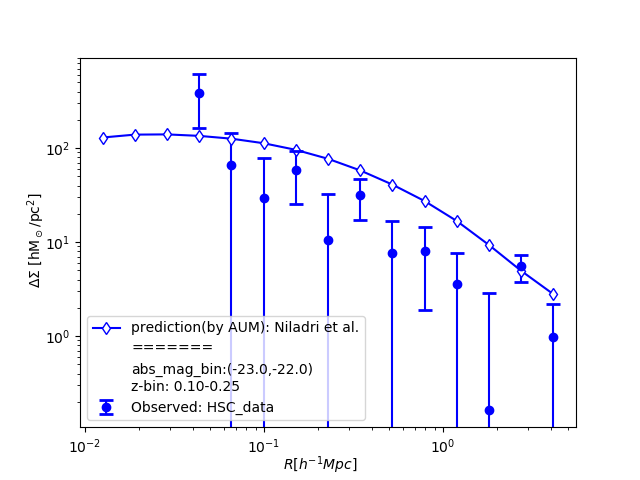 10²
10¹
10⁰
ΔΣ [hM⊙/pc²]
prediction(by AUM): Niladri et al.
=======
abs_mag_bin:(-23.0,-22.0)
z-bin: 0.10-0.25
Observed: HSC_data
10⁻² 10⁻¹ 10⁰
R[h⁻¹Mpc]